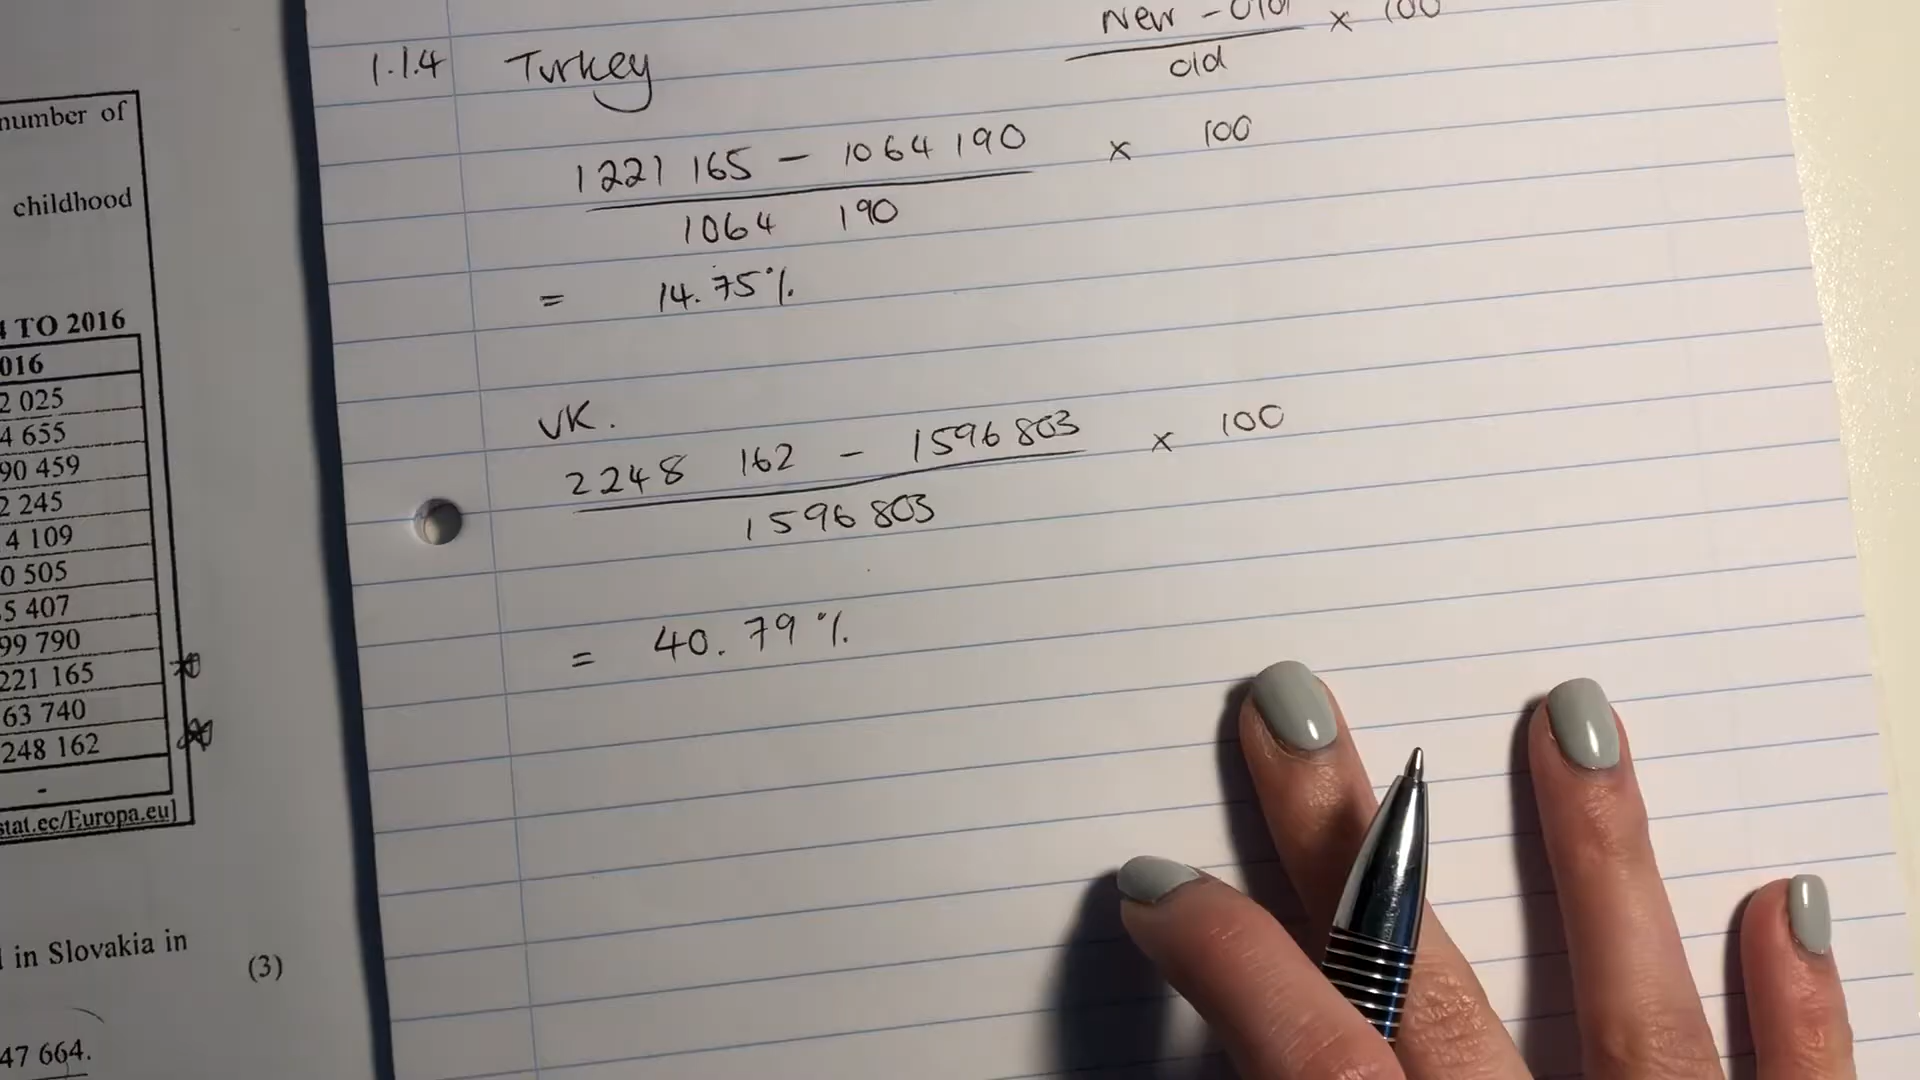 number of
childhood
4 TO 2016
016
2 025
4 655
90 459
2 245
4 109
0 505
5 407
99 790
221 165
63 740
248 162
-
stat.ec/Europa.eu]
in Slovakia in
(3)
47 664.
New - Old × 100
old
1.1.4 Turkey
1221 165 - 1064 190 × 100
1064 190
= 14.75%
UK.
2248 162 - 1596 803 × 100
1596 803
= 40.79%